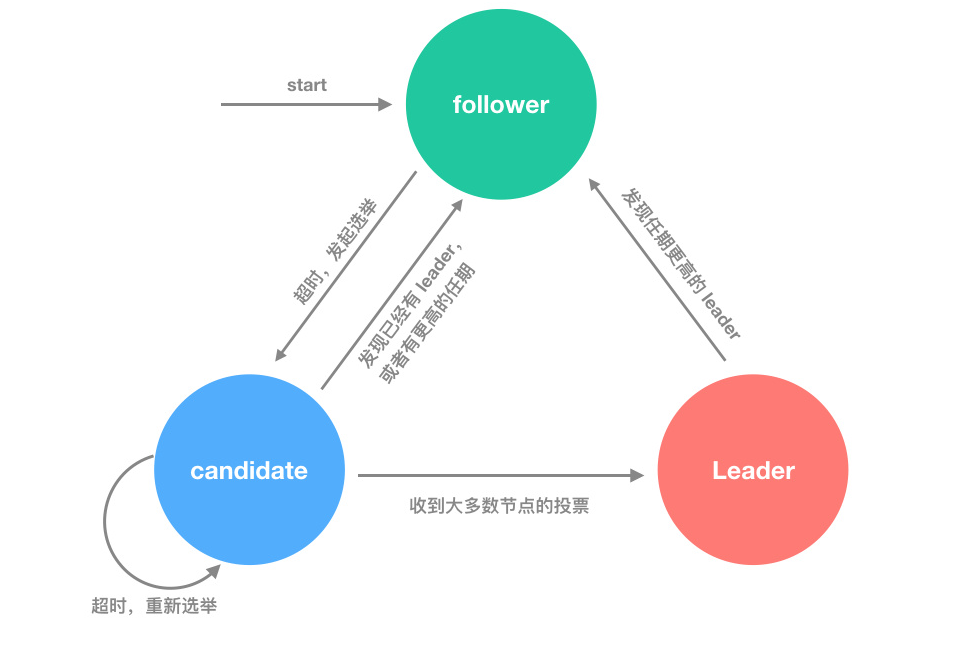 start
follower
超时，发起选举
发现已经有 leader，
或者有更高的任期
发现任期更高的 leader
candidate
Leader
收到大多数节点的投票
超时，重新选举